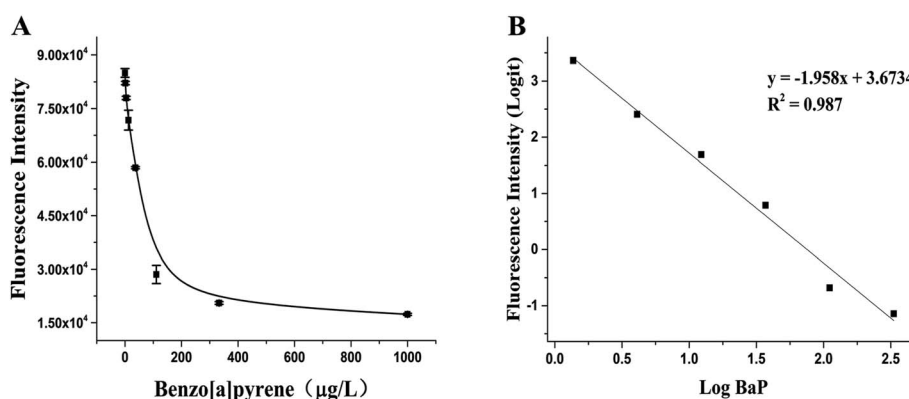 A
9.00x10⁴
7.50x10⁴
6.00x10⁴
4.50x10⁴
3.00x10⁴
1.50x10⁴
Fluorescence Intensity
0 200 400 600 800 1000
Benzo[a]pyrene（μg/L）
B
3
2
1
0
-1
Fluorescence Intensity (Logit)
y = -1.958x + 3.6734
R² = 0.987
0.0 0.5 1.0 1.5 2.0 2.5
Log BaP